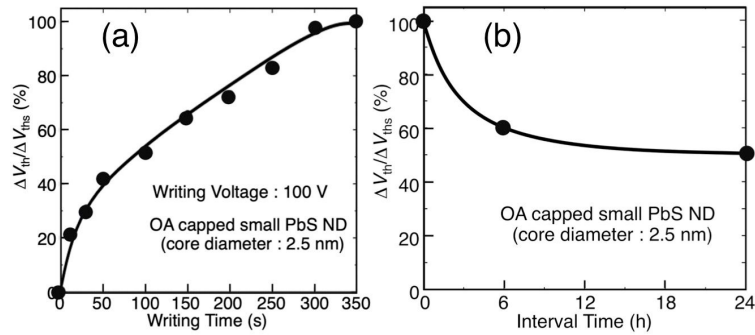 (a)
ΔVth/ΔVths (%)
100
80
60
40
20
0
Writing Voltage : 100 V
OA capped small PbS ND
(core diameter : 2.5 nm)
0 50 100 150 200 250 300 350
Writing Time (s)
(b)
ΔVth/ΔVths (%)
100
80
60
40
20
0
OA capped small PbS ND
(core diameter : 2.5 nm)
0 6 12 18 24
Interval Time (h)